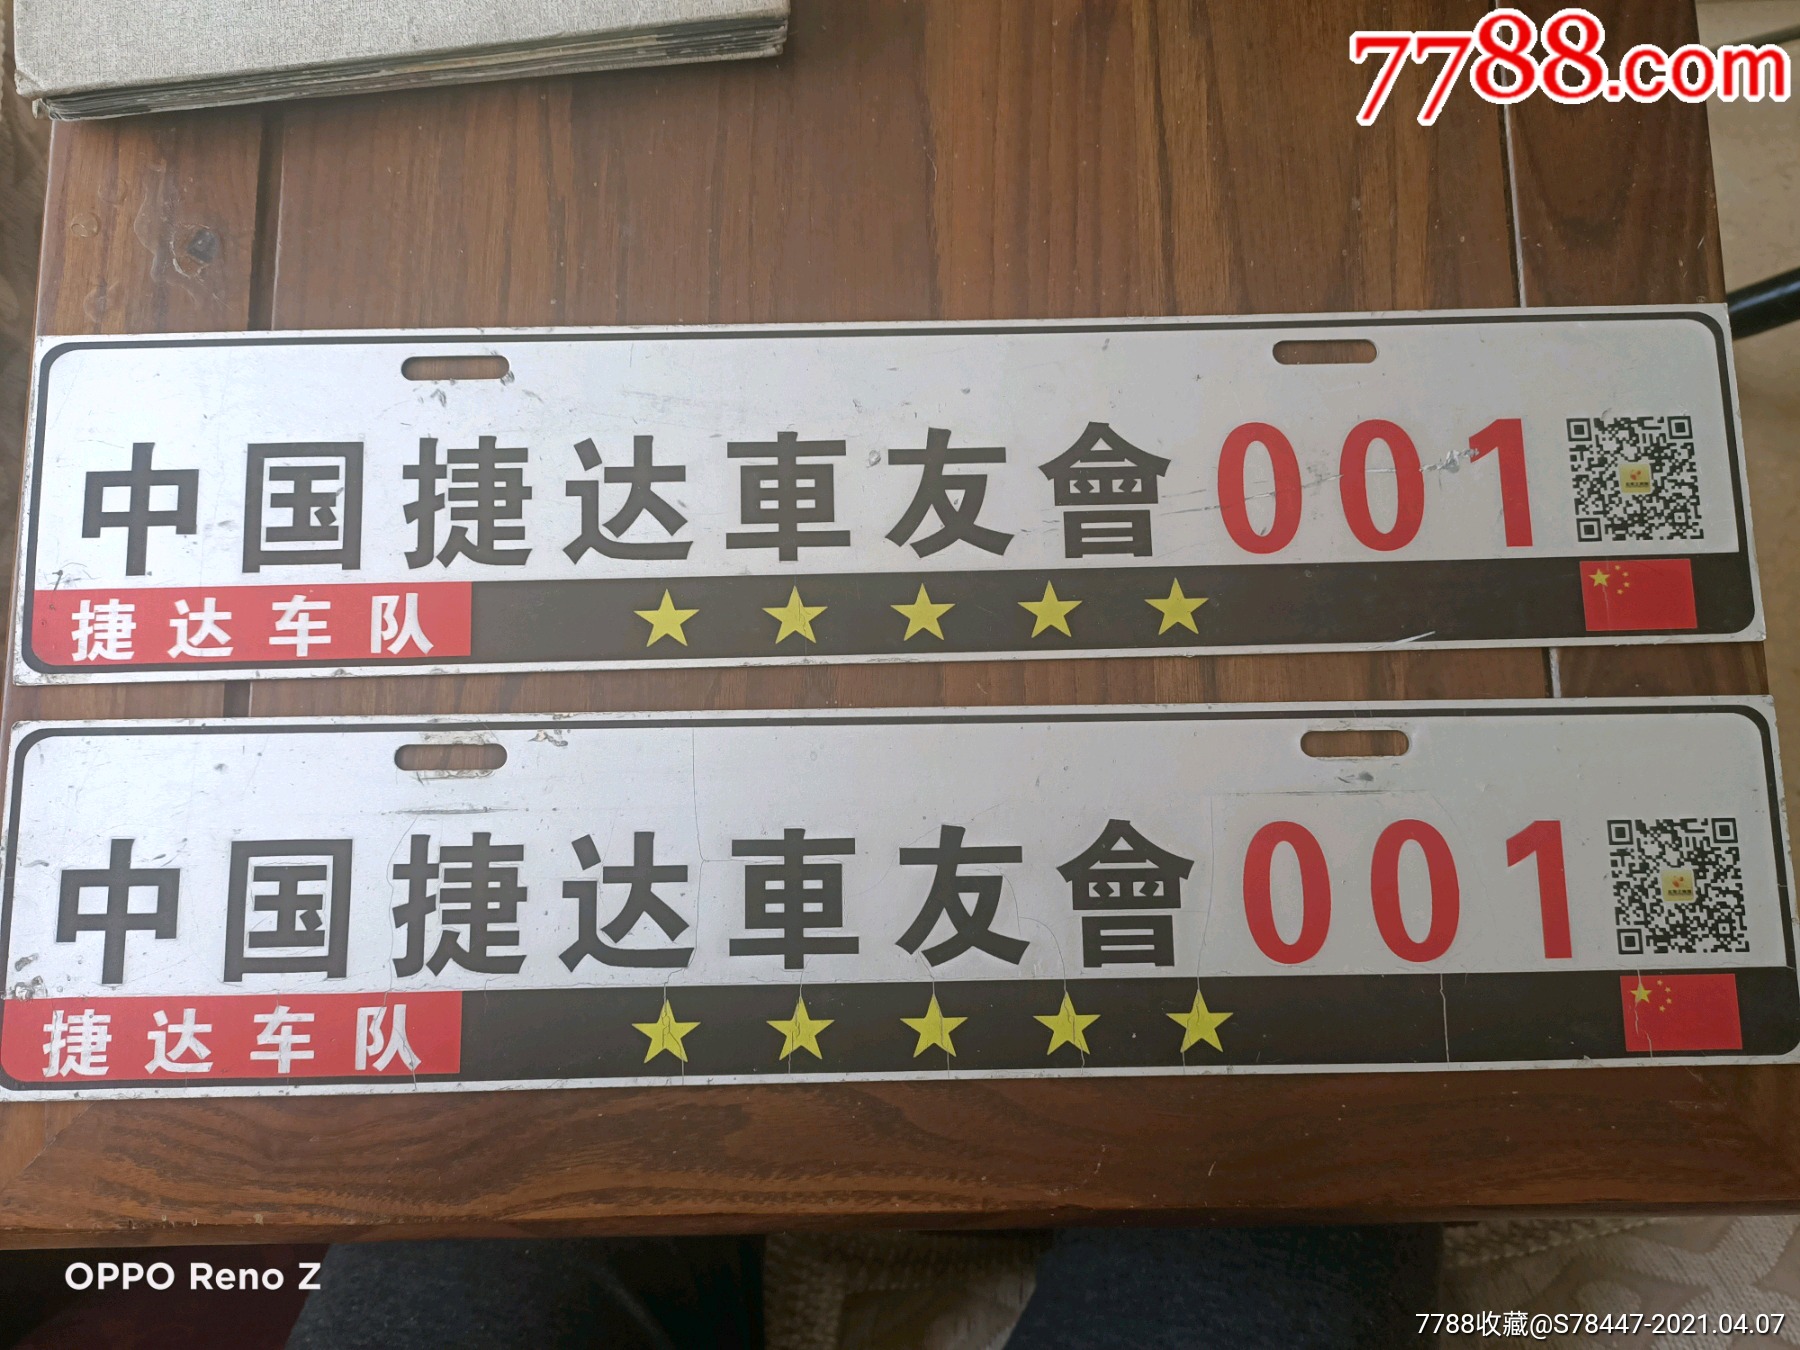 7788.com
中国捷达車友會001
捷达车队
中国捷达車友會001
捷达车队
OPPO Reno Z
7788收藏@S78447-2021.04.07